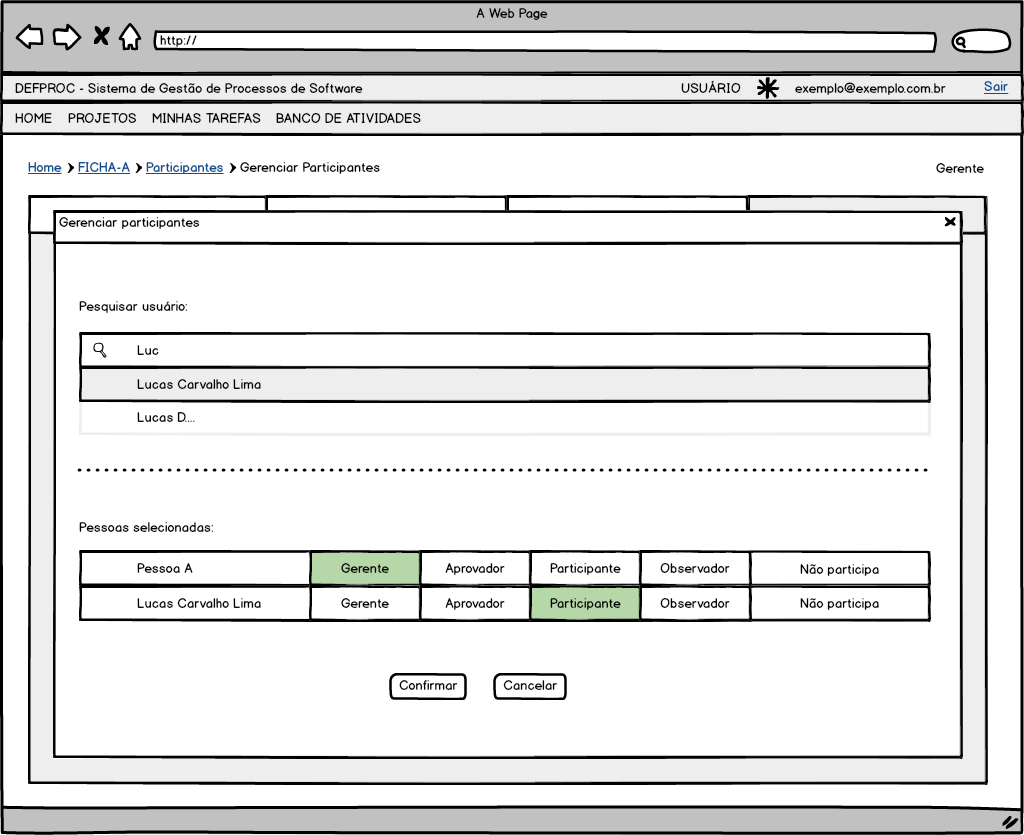 A Web Page
http://
DEFPROC - Sistema de Gestão de Processos de Software USUÁRIO exemplo@exemplo.com.br Sair
HOME PROJETOS MINHAS TAREFAS BANCO DE ATIVIDADES
Home FICHA-A Participantes Gerenciar Participantes Gerente
Gerenciar participantes
Pesquisar usuário:
Luc
Lucas Carvalho Lima
Lucas D....
Pessoas selecionadas:
Pessoa A Gerente Aprovador Participante Observador Não participa
Lucas Carvalho Lima Gerente Aprovador Participante Observador Não participa
Confirmar Cancelar